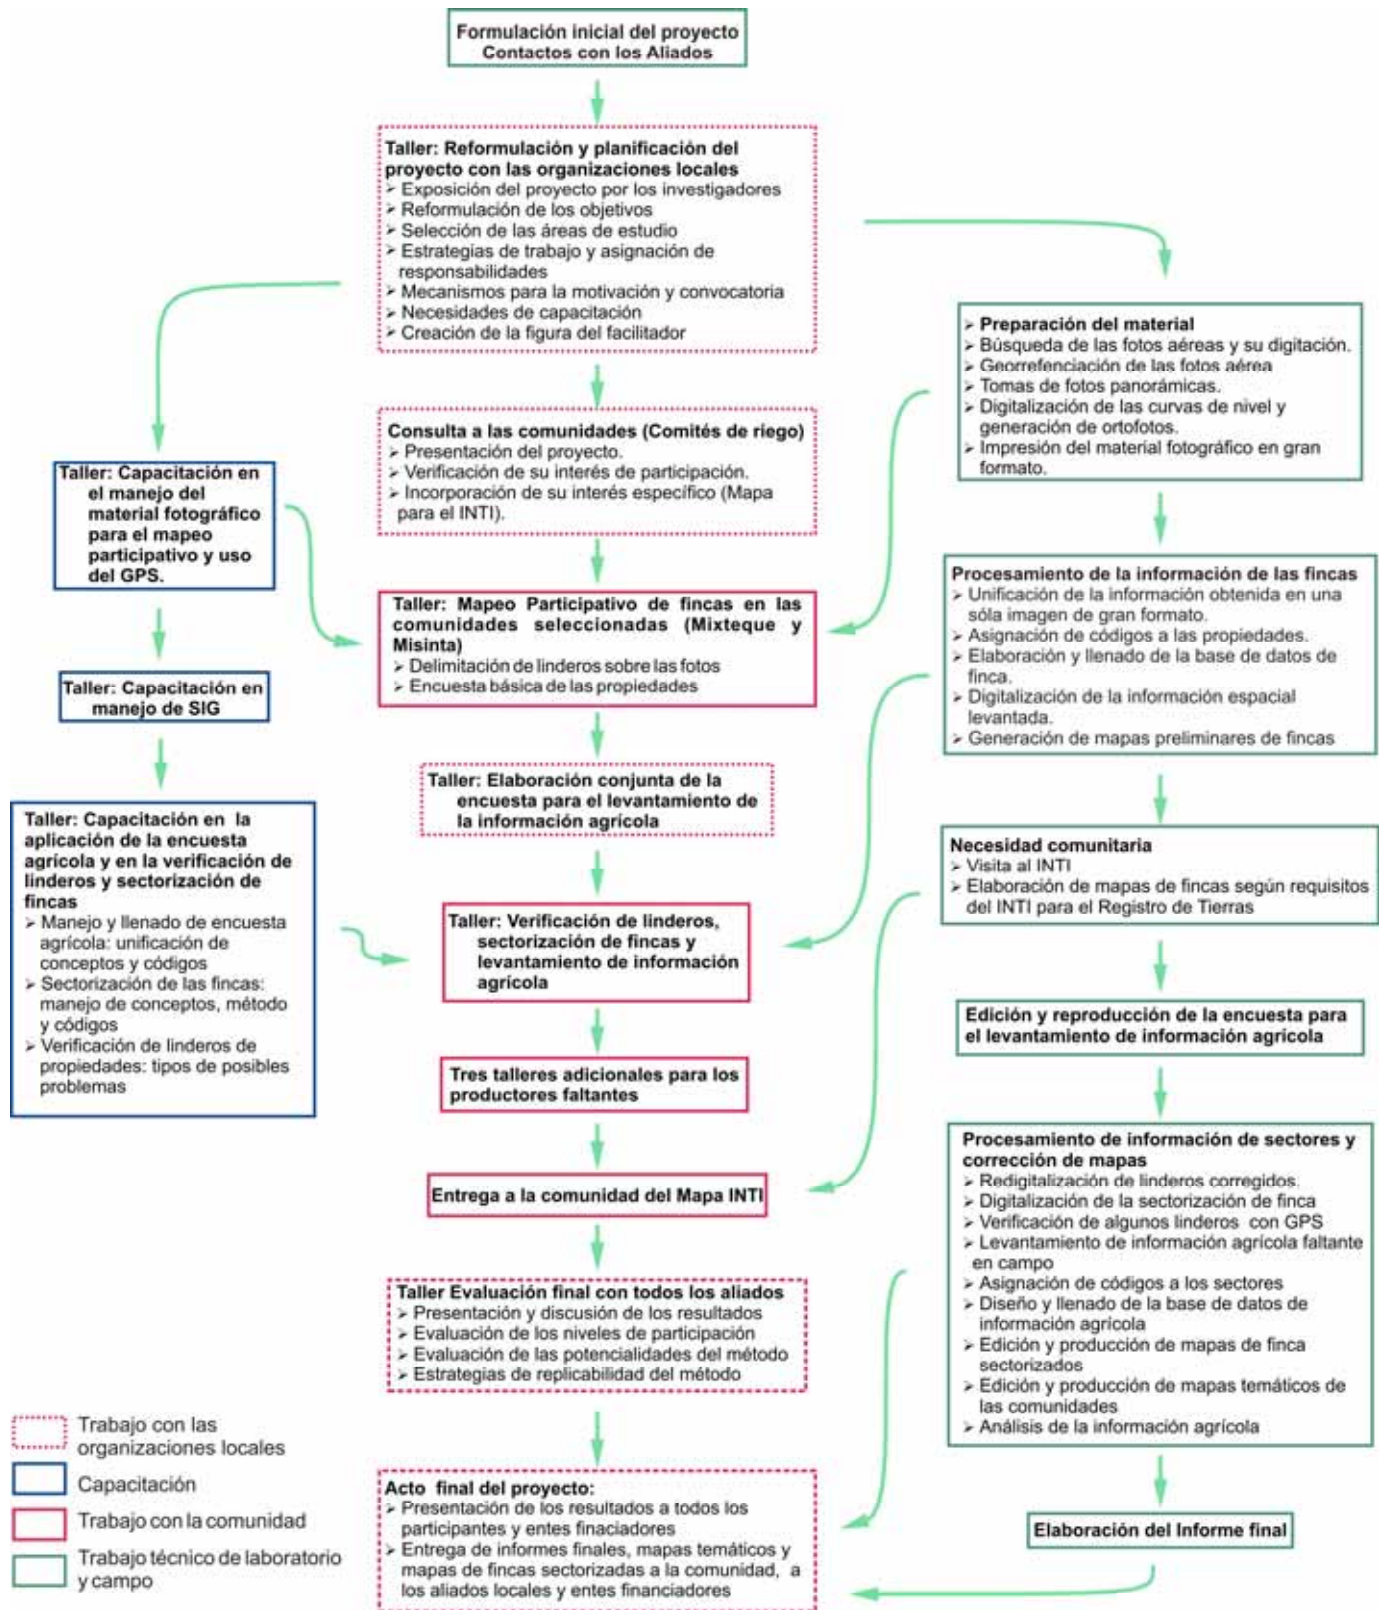 Formulación inicial del proyecto
Contactos con los Aliados
Taller: Reformulación y planificación del
proyecto con las organizaciones locales
➢ Exposición del proyecto por los investigadores
➢ Reformulación de los objetivos
➢ Selección de las áreas de estudio
➢ Estrategias de trabajo y asignación de
responsabilidades
➢ Mecanismos para la motivación y convocatoria
➢ Necesidades de capacitación
➢ Creación de la figura del facilitador
Consulta a las comunidades (Comités de riego)
➢ Presentación del proyecto.
➢ Verificación de su interés de participación.
➢ Incorporación de su interés específico (Mapa
para el INTI).
Taller: Mapeo Participativo de fincas en las
comunidades seleccionadas (Mixteque y
Misinta)
➢ Delimitación de linderos sobre las fotos
➢ Encuesta básica de las propiedades
Taller: Elaboración conjunta de la
encuesta para el levantamiento de
la información agrícola
Taller: Verificación de linderos,
sectorización de fincas y
levantamiento de información
agrícola
Tres talleres adicionales para los
productores faltantes
Entrega a la comunidad del Mapa INTI
Taller Evaluación final con todos los aliados
➢ Presentación y discusión de los resultados
➢ Evaluación de los niveles de participación
➢ Evaluación de las potencialidades del método
➢ Estrategias de replicabilidad del método
Acto final del proyecto:
➢ Presentación de los resultados a todos los
participantes y entes finaciadores
➢ Entrega de informes finales, mapas temáticos y
mapas de fincas sectorizadas a la comunidad, a
los aliados locales y entes financiadores
Taller: Capacitación en
el manejo del
material fotográfico
para el mapeo
participativo y uso
del GPS.
Taller: Capacitación en
manejo de SIG
Taller: Capacitación en la
aplicación de la encuesta
agrícola y en la verificación de
linderos y sectorización de
fincas
➢ Manejo y llenado de encuesta
agrícola: unificación de
conceptos y códigos
➢ Sectorización de las fincas:
manejo de conceptos, método
y códigos
➢ Verificación de linderos de
propiedades: tipos de posibles
problemas
➢ Preparación del material
➢ Búsqueda de las fotos aéreas y su digitación.
➢ Georrefenciación de las fotos aérea
➢ Tomas de fotos panorámicas.
➢ Digitalización de las curvas de nivel y
generación de ortofotos.
➢ Impresión del material fotográfico en gran
formato.
Procesamiento de la información de las fincas
➢ Unificación de la información obtenida en una
sóla imagen de gran formato.
➢ Asignación de códigos a las propiedades.
➢ Elaboración y llenado de la base de datos de
finca.
➢ Digitalización de la información espacial
levantada.
➢ Generación de mapas preliminares de fincas
Necesidad comunitaria
➢ Visita al INTI
➢ Elaboración de mapas de fincas según requisitos
del INTI para el Registro de Tierras
Edición y reproducción de la encuesta para
el levantamiento de información agrícola
Procesamiento de información de sectores y
corrección de mapas
➢ Redigitalización de linderos corregidos.
➢ Digitalización de la sectorización de finca
➢ Verificación de algunos linderos con GPS
➢ Levantamiento de información agrícola faltante
en campo
➢ Asignación de códigos a los sectores
➢ Diseño y llenado de la base de datos de
información agrícola
➢ Edición y producción de mapas de finca
sectorizados
➢ Edición y producción de mapas temáticos de
las comunidades
➢ Análisis de la información agrícola
Elaboración del Informe final
Trabajo con las
organizaciones locales
Capacitación
Trabajo con la comunidad
Trabajo técnico de laboratorio
y campo